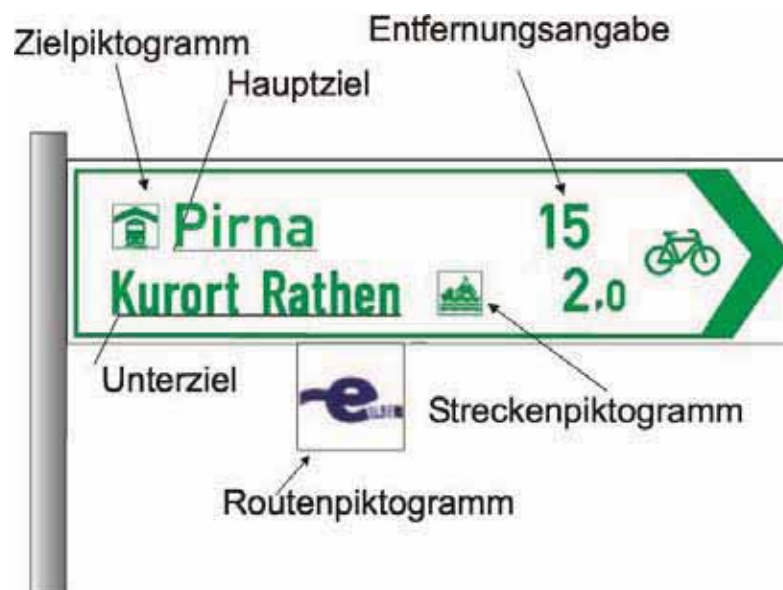 Zielpiktogramm
Entfernungsangabe
Hauptziel
Pirna 15
Kurort Rathen 2,0
Unterziel
Streckenpiktogramm
Routenpiktogramm